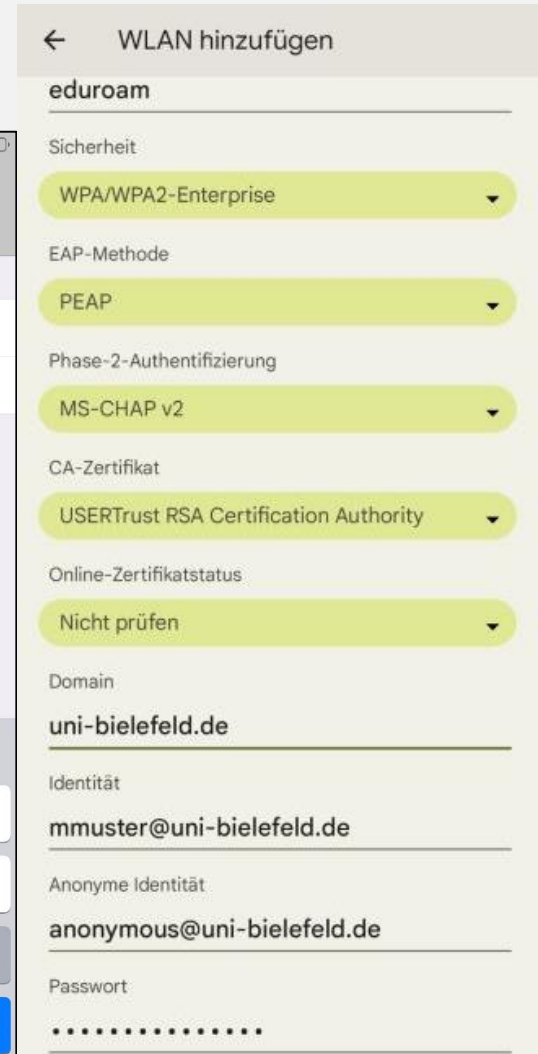 ← WLAN hinzufügen
eduroam
Sicherheit
WPA/WPA2-Enterprise
EAP-Methode
PEAP
Phase-2-Authentifizierung
MS-CHAP v2
CA-Zertifikat
USERTrust RSA Certification Authority
Online-Zertifikatstatus
Nicht prüfen
Domain
uni-bielefeld.de
Identität
mmuster@uni-bielefeld.de
Anonyme Identität
anonymous@uni-bielefeld.de
Passwort
•••••••••••••••